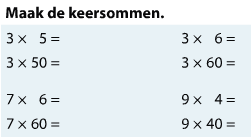 Maak de keersommen.
3 × 5 = 3 × 6 =
3 × 50 = 3 × 60 =
7 × 6 = 9 × 4 =
7 × 60 = 9 × 40 =